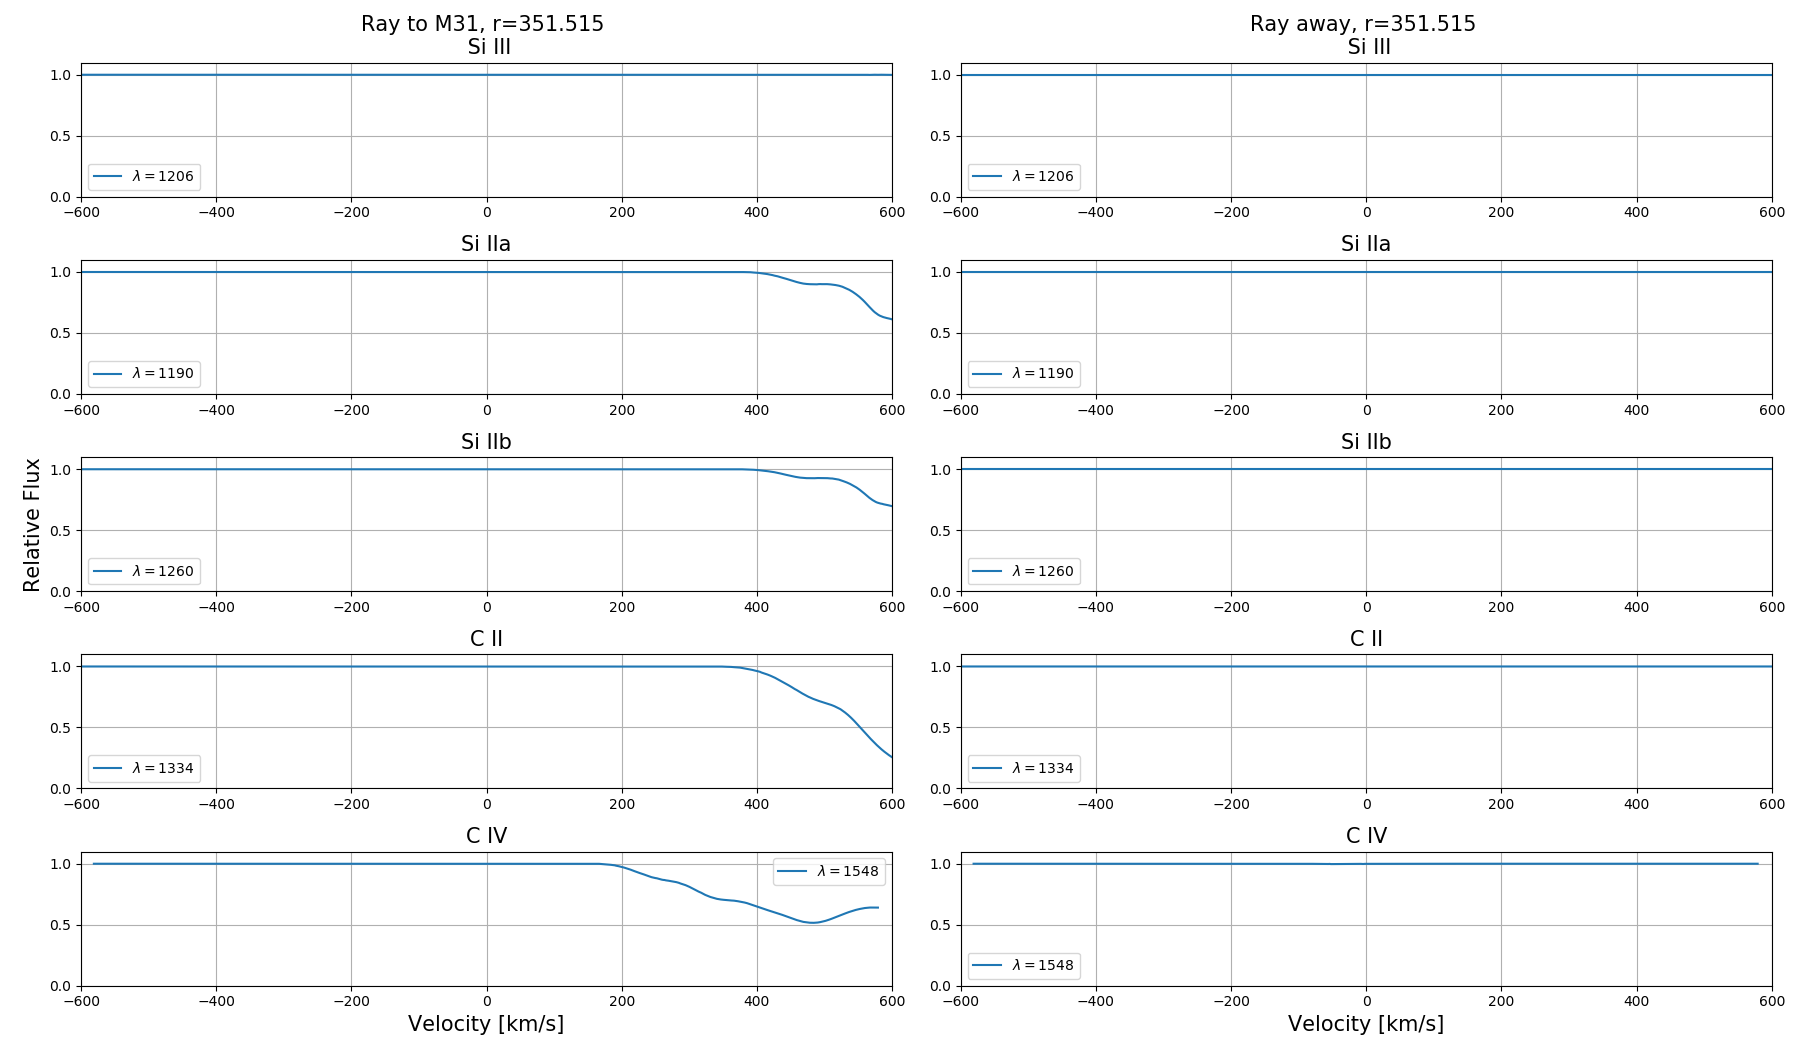 Ray to M31, r=351.515
Si III
1.0
0.5
0.0
λ = 1206
−600 −400 −200 0 200 400 600
Si IIa
1.0
0.5
0.0
λ = 1190
−600 −400 −200 0 200 400 600
Si IIb
1.0
0.5
0.0
λ = 1260
−600 −400 −200 0 200 400 600
Relative Flux
C II
1.0
0.5
0.0
λ = 1334
−600 −400 −200 0 200 400 600
C IV
1.0
0.5
0.0
λ = 1548
−600 −400 −200 0 200 400 600
Velocity [km/s]
Ray away, r=351.515
Si III
1.0
0.5
0.0
λ = 1206
−600 −400 −200 0 200 400 600
Si IIa
1.0
0.5
0.0
λ = 1190
−600 −400 −200 0 200 400 600
Si IIb
1.0
0.5
0.0
λ = 1260
−600 −400 −200 0 200 400 600
C II
1.0
0.5
0.0
λ = 1334
−600 −400 −200 0 200 400 600
C IV
1.0
0.5
0.0
λ = 1548
−600 −400 −200 0 200 400 600
Velocity [km/s]